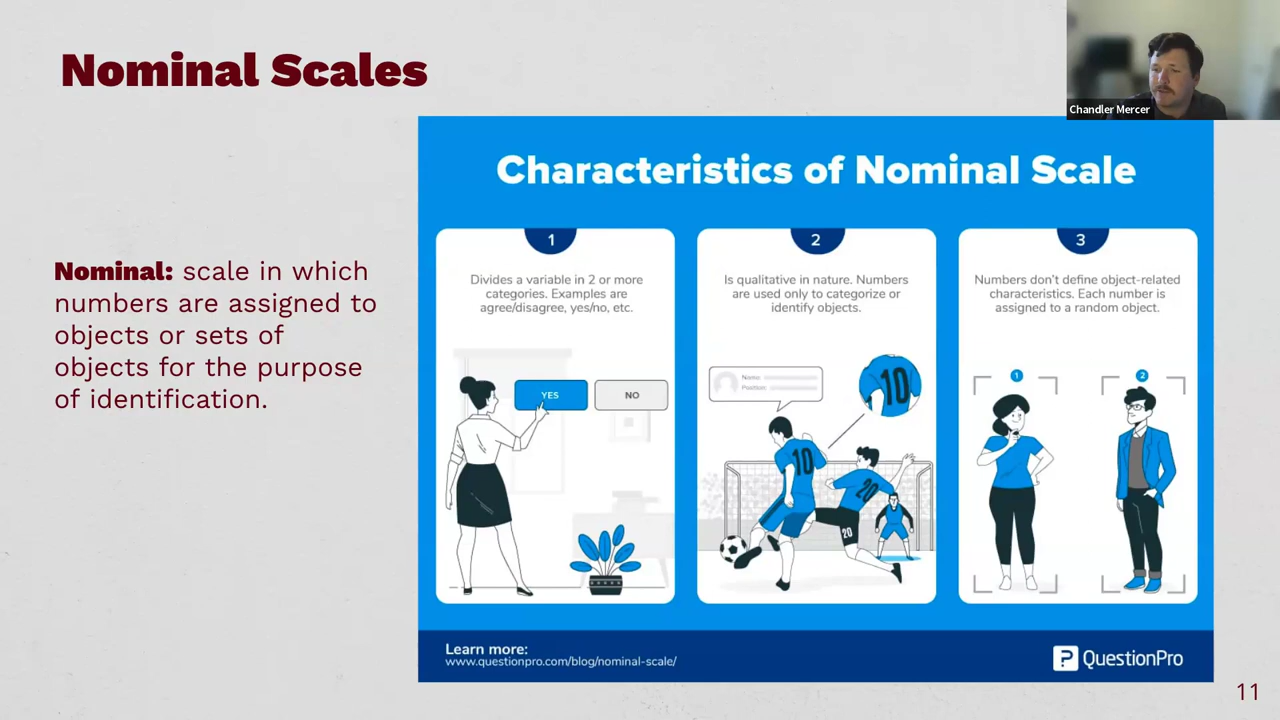 Nominal Scales
Chandler Mercer
Nominal: scale in which
numbers are assigned to
objects or sets of
objects for the purpose
of identification.
Characteristics of Nominal Scale
1
Divides a variable in 2 or more
categories. Examples are
agree/disagree, yes/no, etc.
YES
NO
2
Is qualitative in nature. Numbers
are used only to categorize or
identify objects.
Name:
Position:
10
10
20
20
3
Numbers don't define object-related
characteristics. Each number is
assigned to a random object.
1
2
Learn more:
www.questionpro.com/blog/nominal-scale/
QuestionPro
11